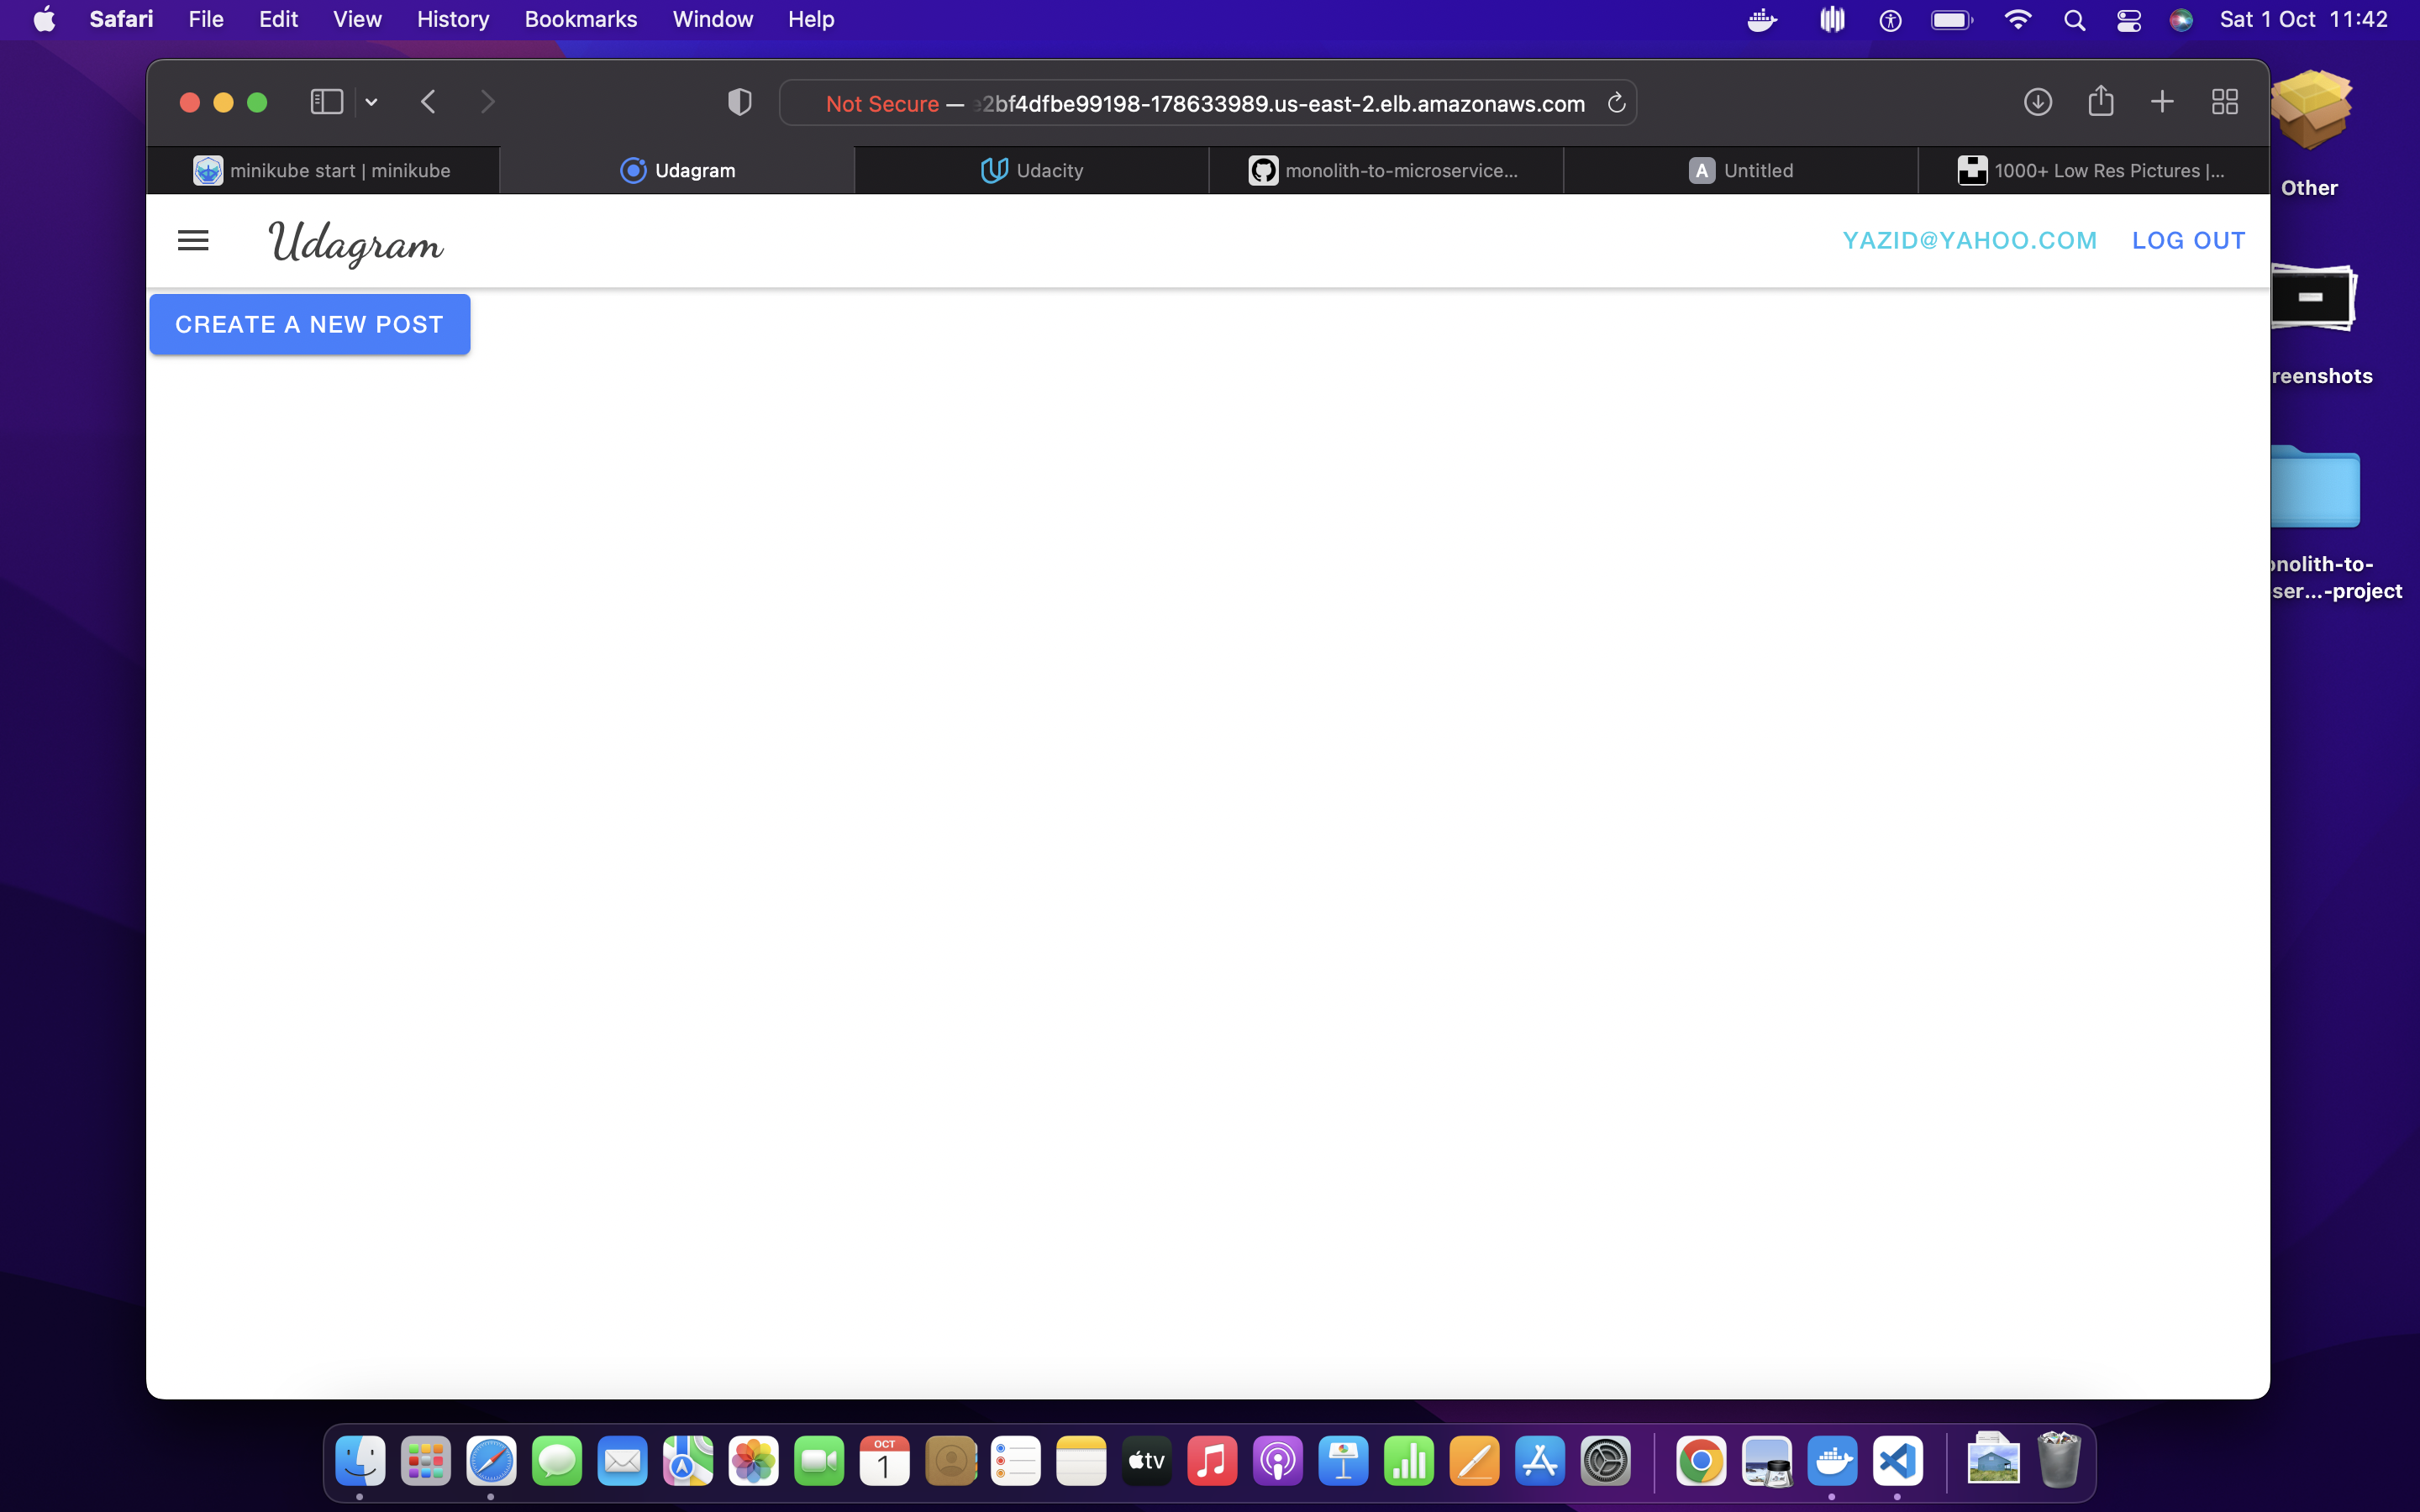 Safari File Edit View History Bookmarks Window Help Sat 1 Oct 11:42
Not Secure — e2bf4dfbe99198-178633989.us-east-2.elb.amazonaws.com
minikube start | minikube Udagram Udacity monolith-to-microservice... A Untitled 1000+ Low Res Pictures |...
Udagram YAZID@YAHOO.COM LOG OUT
CREATE A NEW POST
Other
reenshots
onolith-to-
ser...-project
OCT
1
tv